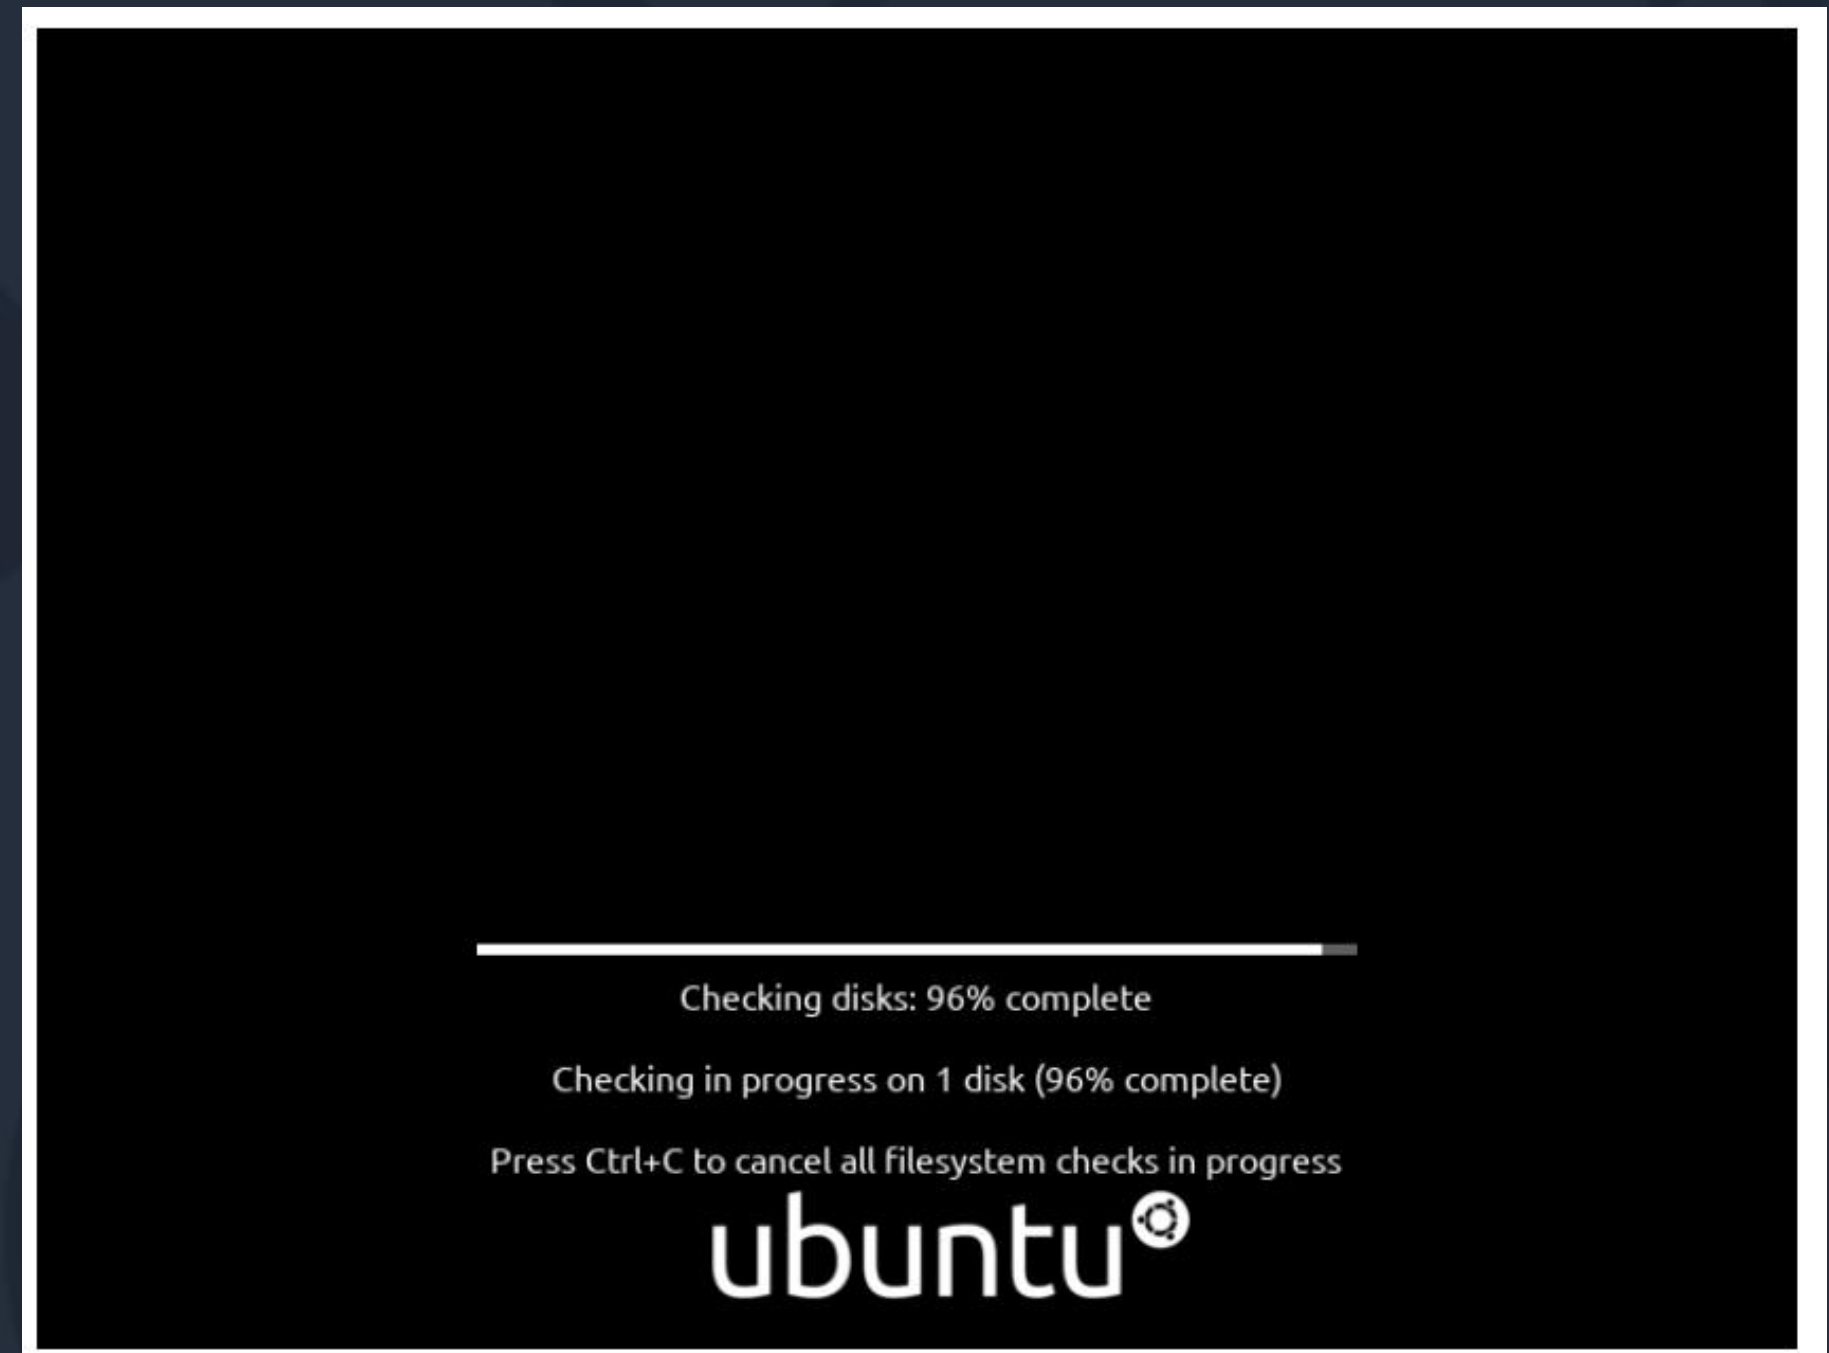 Checking disks: 96% complete
Checking in progress on 1 disk (96% complete)
Press Ctrl+C to cancel all filesystem checks in progress
ubuntu